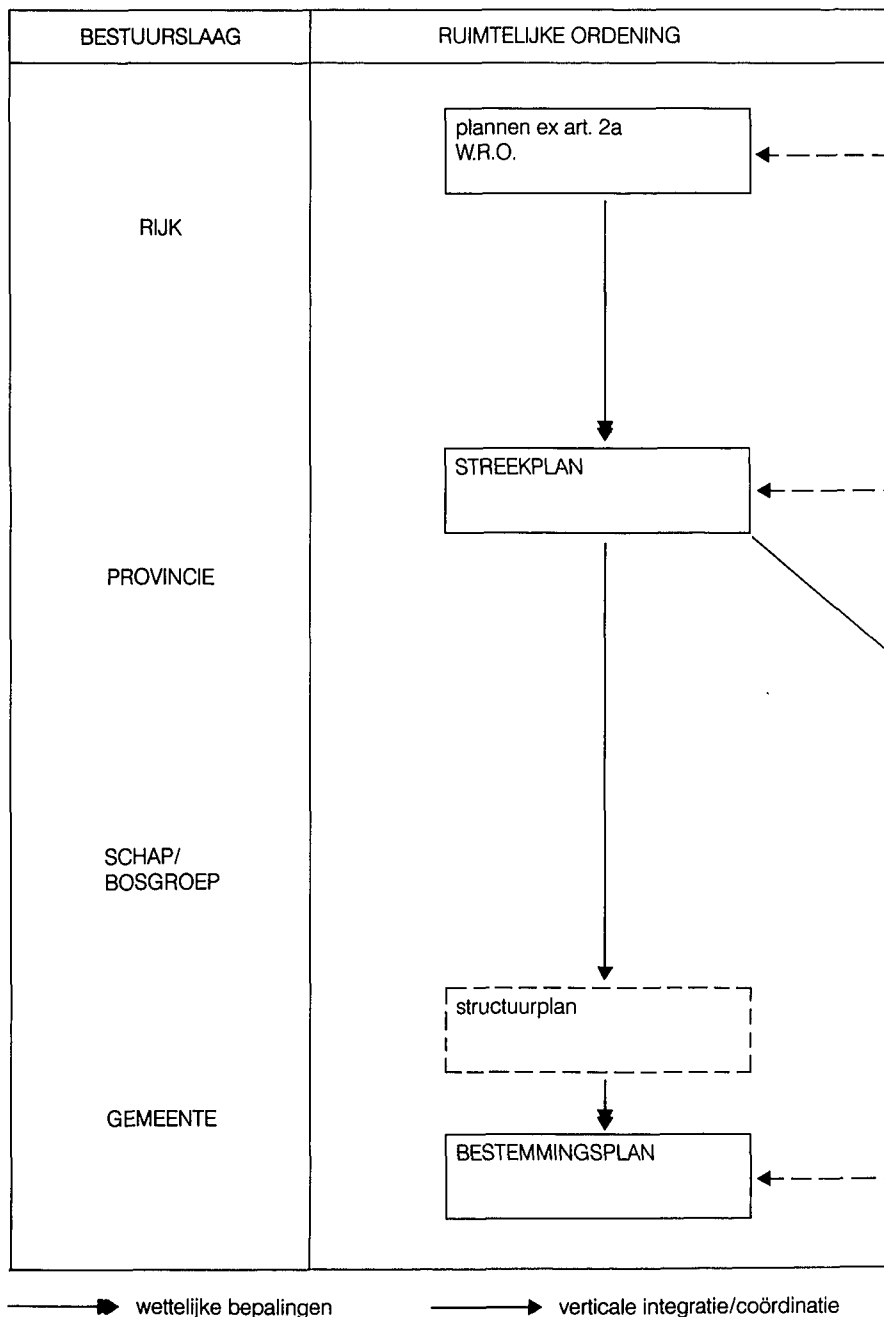 BESTUURSLAAG RUIMTELIJKE ORDENING
plannen ex art. 2a
W.R.O.
RIJK
STREEKPLAN
PROVINCIE
SCHAP/
BOSGROEP
structuurplan
GEMEENTE
BESTEMMINGSPLAN
wettelijke bepalingen verticale integratie/coördinatie